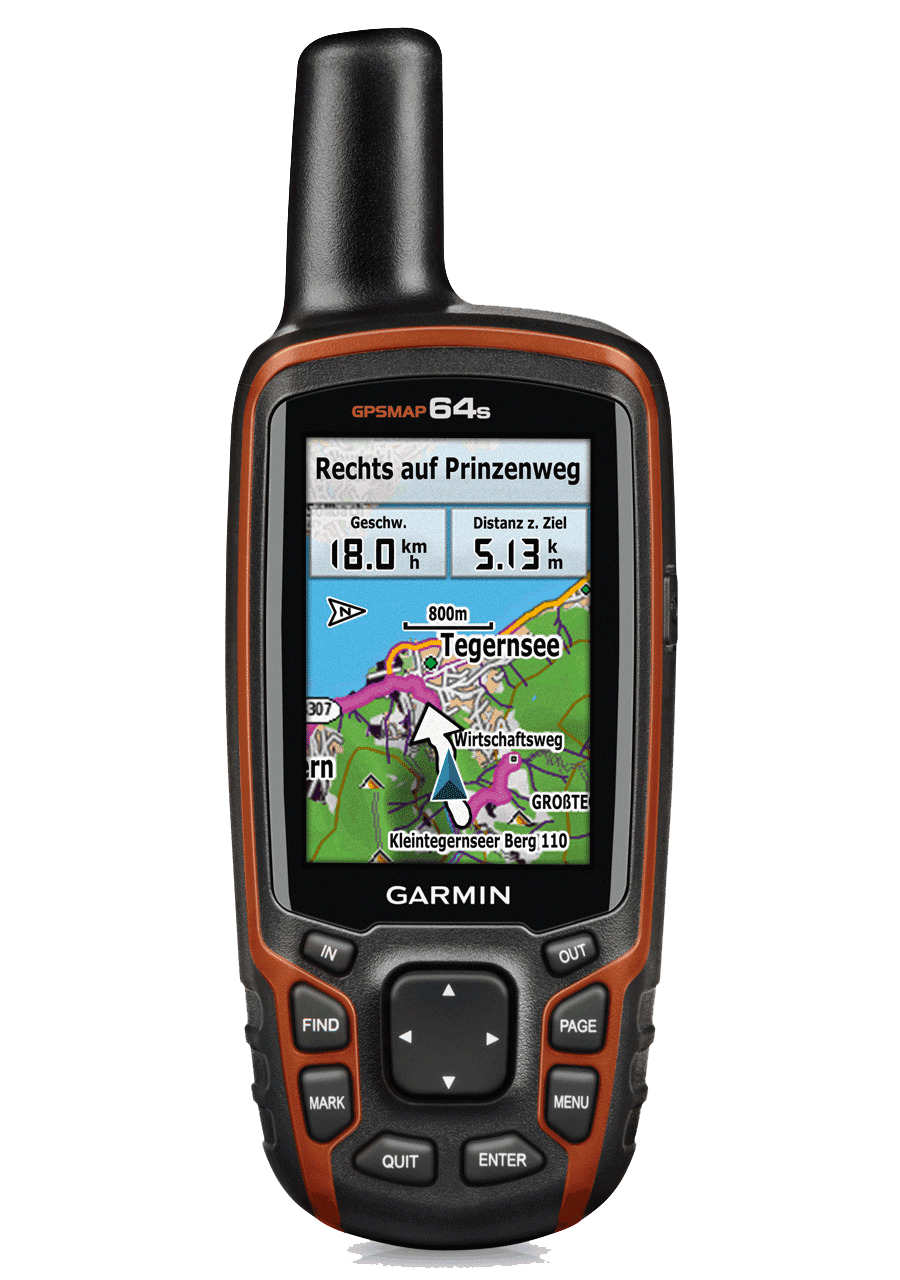 GPSMAP 64s
Rechts auf Prinzenweg
Geschw.
18.0 km/h
Distanz z. Ziel
5.13 km
N
800m
Tegernsee
307
Wirtschaftsweg
ern
GROßTE
Kleintegernseer Berg 110
GARMIN
IN
OUT
FIND
PAGE
MARK
MENU
QUIT
ENTER